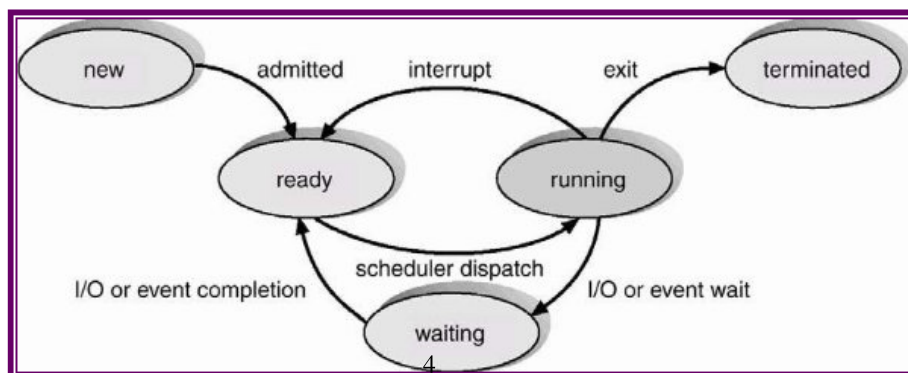 new
admitted
interrupt
exit
terminated
ready
running
scheduler dispatch
I/O or event completion
I/O or event wait
waiting
4